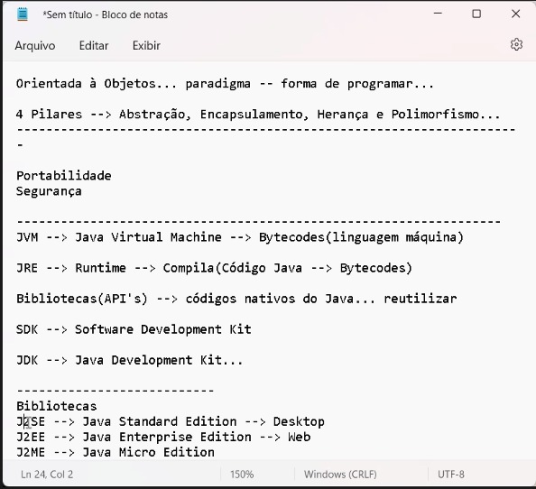 *Sem título - Bloco de notas
Arquivo Editar Exibir
Orientada à Objetos... paradigma -- forma de programar...
4 Pilares --> Abstração, Encapsulamento, Herança e Polimorfismo...
------------------------------------------------------------------
-
Portabilidade
Segurança
----------------------------------------------------------------
JVM --> Java Virtual Machine --> Bytecodes(linguagem máquina)
JRE --> Runtime --> Compila(Código Java --> Bytecodes)
Bibliotecas(API's) --> códigos nativos do Java... reutilizar
SDK --> Software Development Kit
JDK --> Java Development Kit...
--------------------------
Bibliotecas
J2SE --> Java Standard Edition --> Desktop
J2EE --> Java Enterprise Edition --> Web
J2ME --> Java Micro Edition
Ln 24, Col 2 150% Windows (CRLF) UTF-8